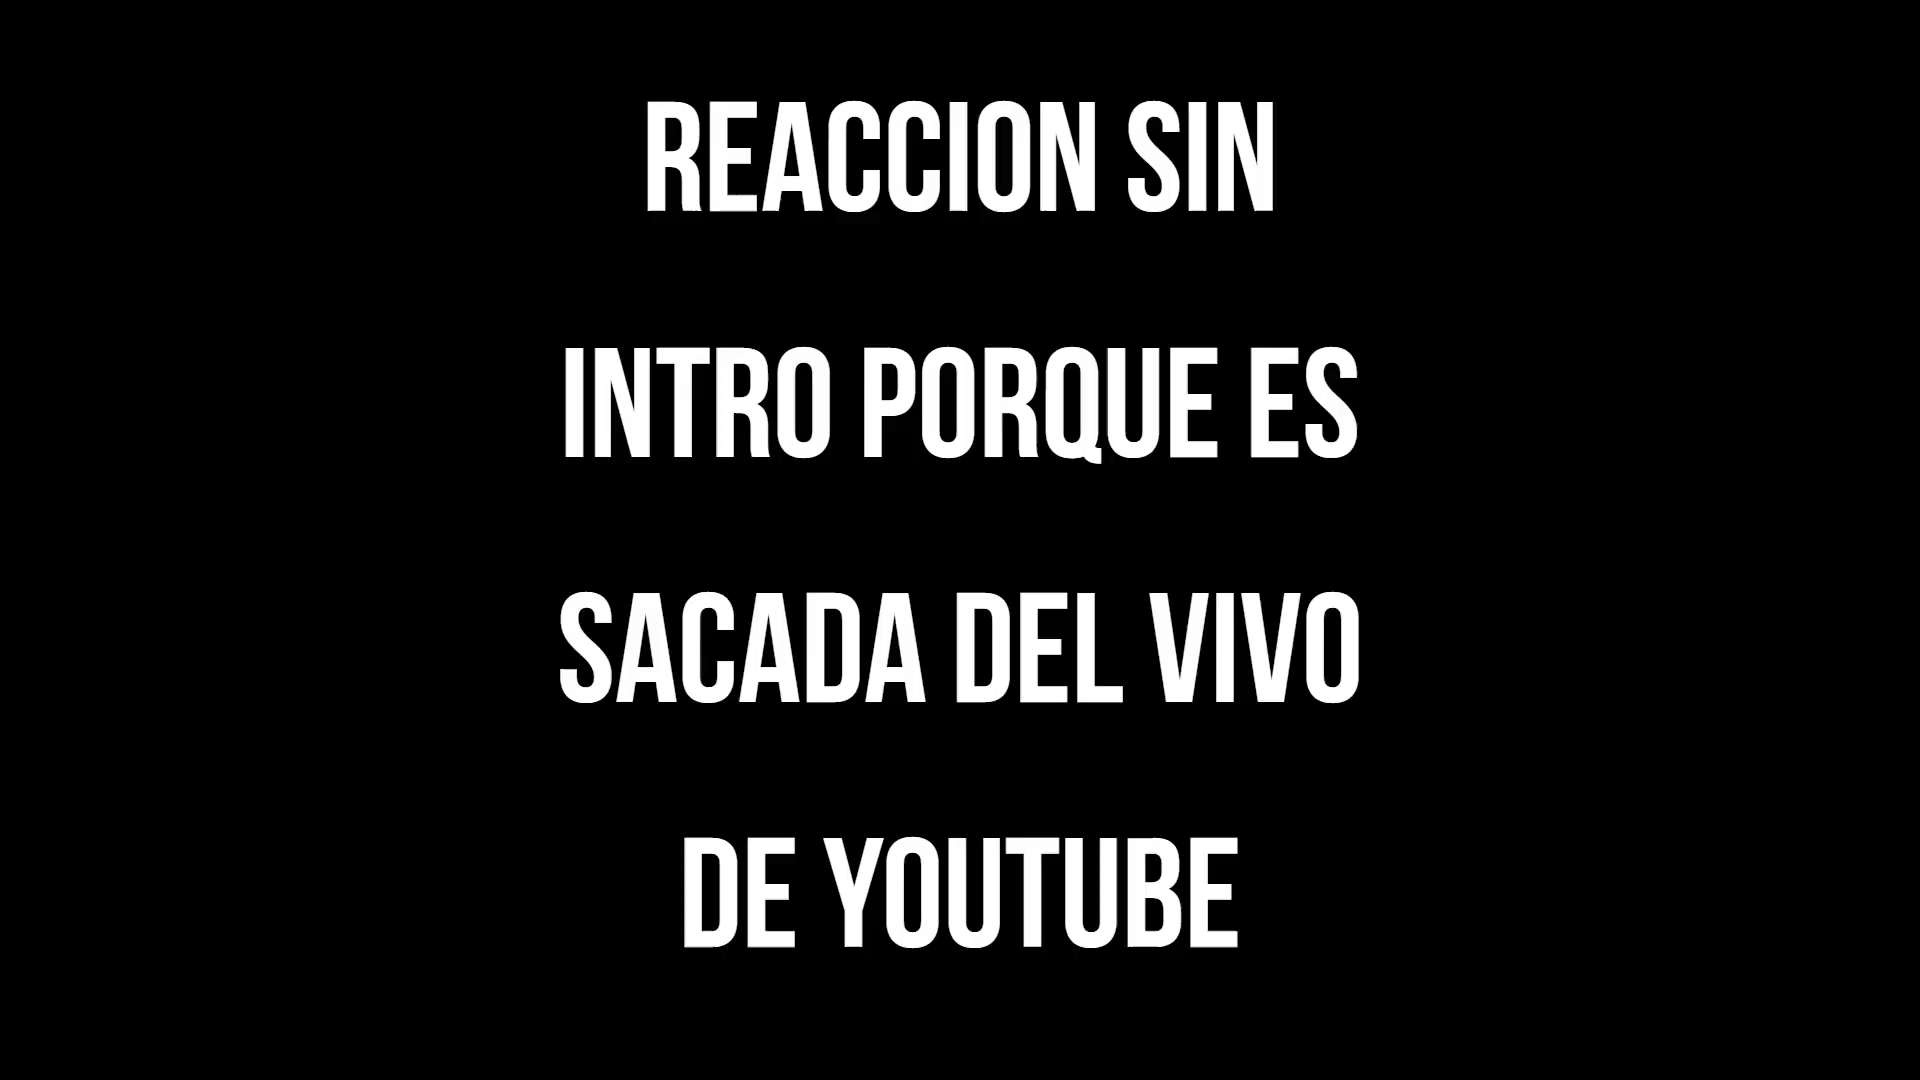 REACCION SIN
INTRO PORQUE ES
SACADA DEL VIVO
DE YOUTUBE